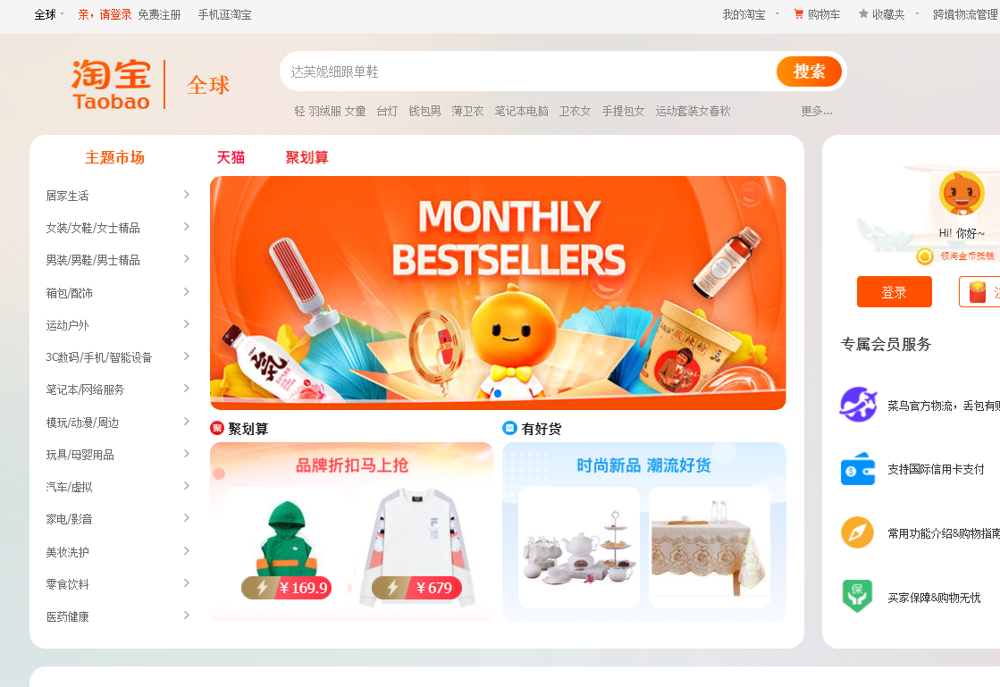 全球
亲，请登录 免费注册 手机逛淘宝
我的淘宝 购物车 收藏夹 跨境物流管理
淘宝
Taobao
全球
达芙妮细跟单鞋
搜索
轻 羽绒服 女童 台灯 钱包男 薄卫衣 笔记本电脑 卫衣女 手提包女 运动套装女春秋 更多...
主题市场
天猫 聚划算
居家生活
女装/女鞋/女士精品
男装/男鞋/男士精品
箱包/配饰
运动户外
3C数码/手机/智能设备
笔记本/网络服务
模玩/动漫/周边
玩具/母婴用品
汽车/虚拟
家电/影音
美妆洗护
零食饮料
医药健康
MONTHLY
BESTSELLERS
氣
酸辣粉
聚 聚划算
有好货
品牌折扣马上抢
¥169.9
¥679
时尚新品 潮流好货
Hi! 你好~
领淘金币抵钱
登录
专属会员服务
菜鸟官方物流，丢包有
支持国际信用卡支付
常用功能介绍&购物指南
保
买家保障&购物无忧